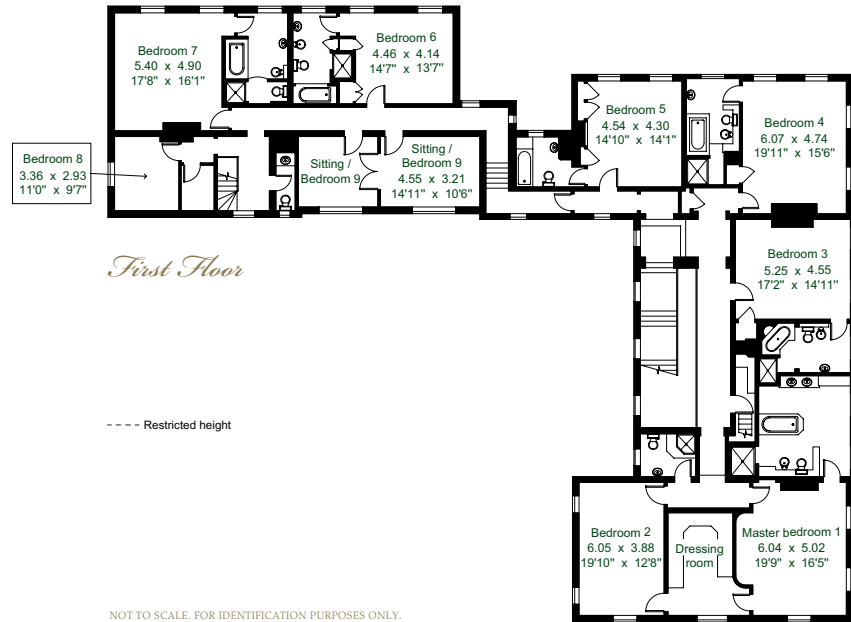 Bedroom 7
5.40 x 4.90
17'8" x 16'1"
Bedroom 6
4.46 x 4.14
14'7" x 13'7"
Bedroom 5
4.54 x 4.30
14'10" x 14'1"
Bedroom 4
6.07 x 4.74
19'11" x 15'6"
Bedroom 8
3.36 x 2.93
11'0" x 9'7"
Sitting /
Bedroom 9
Sitting /
Bedroom 9
4.55 x 3.21
14'11" x 10'6"
First Floor
Bedroom 3
5.25 x 4.55
17'2" x 14'11"
Restricted height
Bedroom 2
6.05 x 3.88
19'10" x 12'8"
Dressing
room
Master bedroom 1
6.04 x 5.02
19'9" x 16'5"
NOT TO SCALE. FOR IDENTIFICATION PURPOSES ONLY.